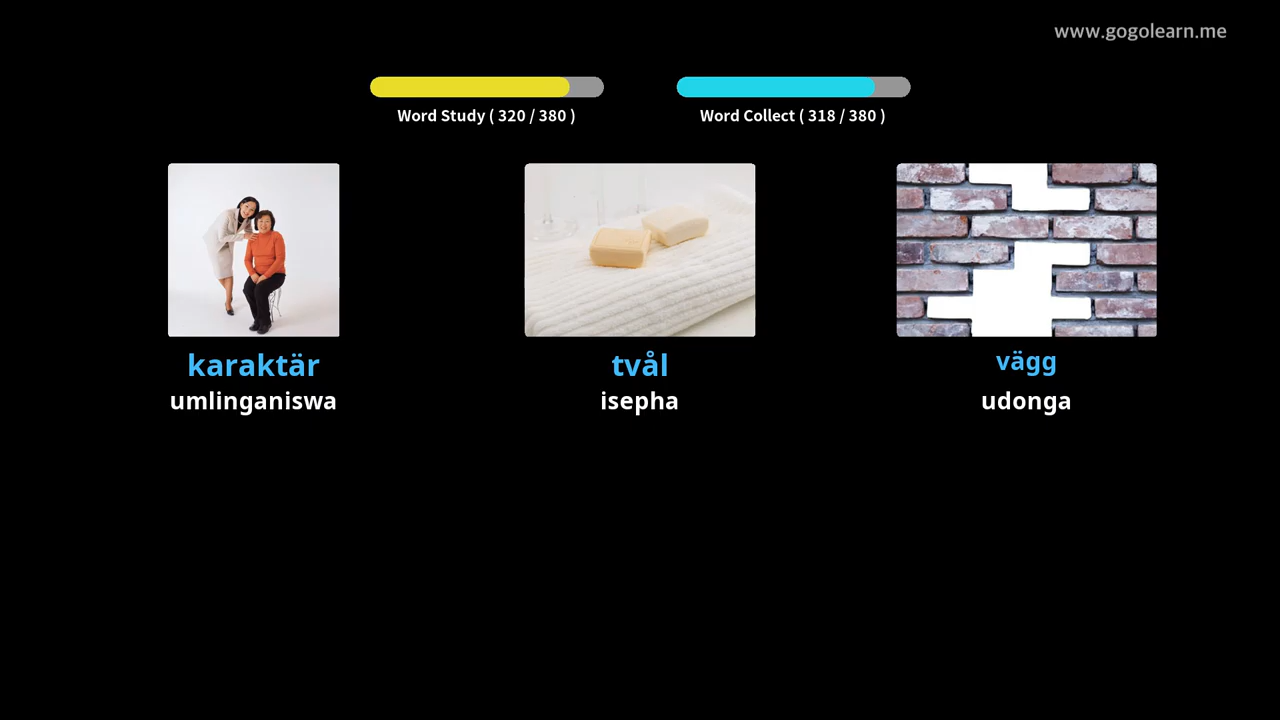 www.gogolearn.me
Word Study ( 320 / 380 )
Word Collect ( 318 / 380 )
karaktär
umlinganiswa
tvål
isepha
vägg
udonga